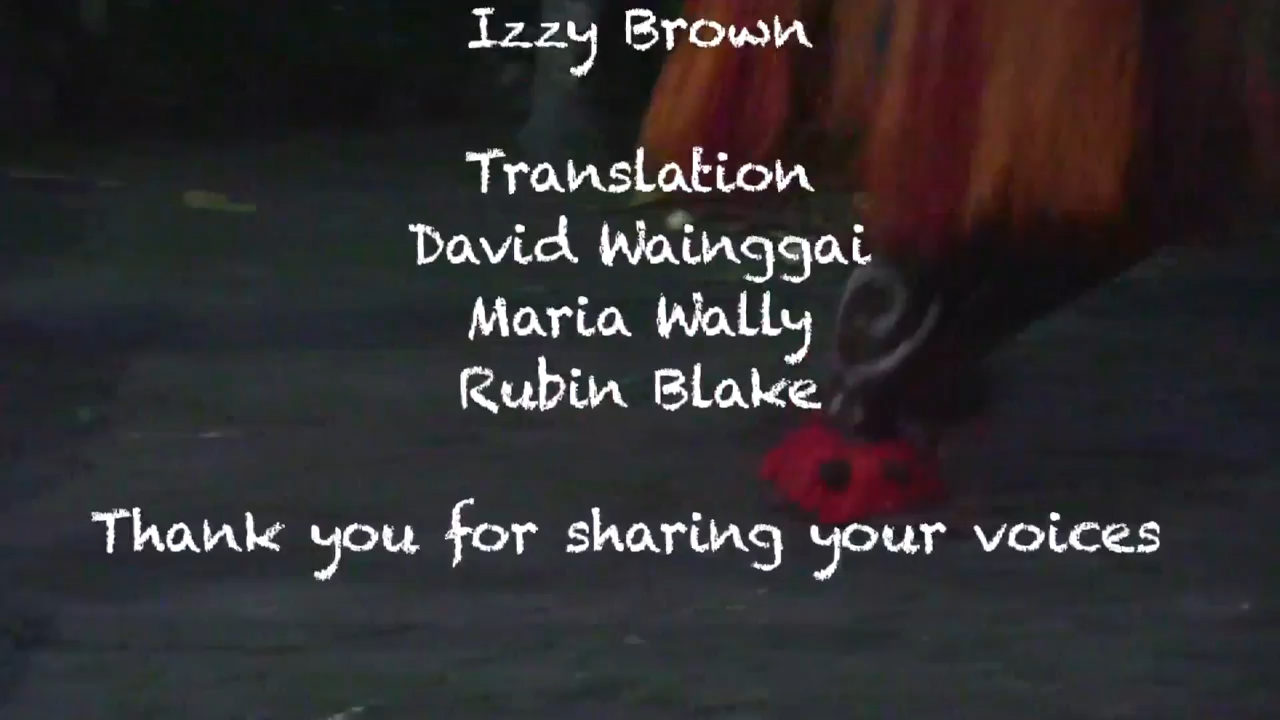 Izzy Brown
Translation
David Wainggai
Maria Wally
Rubin Blake
Thank you for sharing your voices